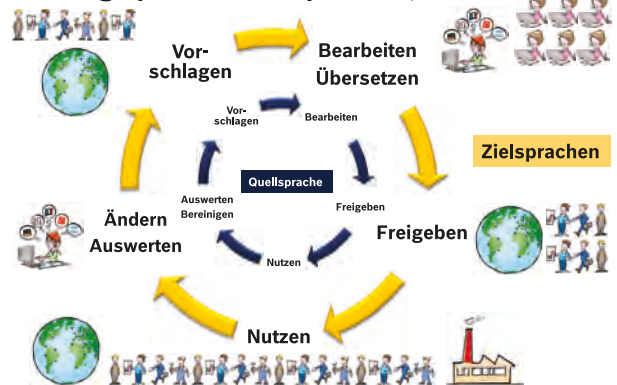 Vor-
schlagen
Bearbeiten
Übersetzen
Vor-
schlagen
Bearbeiten
Zielsprachen
Quellsprache
Auswerten
Bereinigen
Freigeben
Ändern
Auswerten
Freigeben
Nutzen
Nutzen